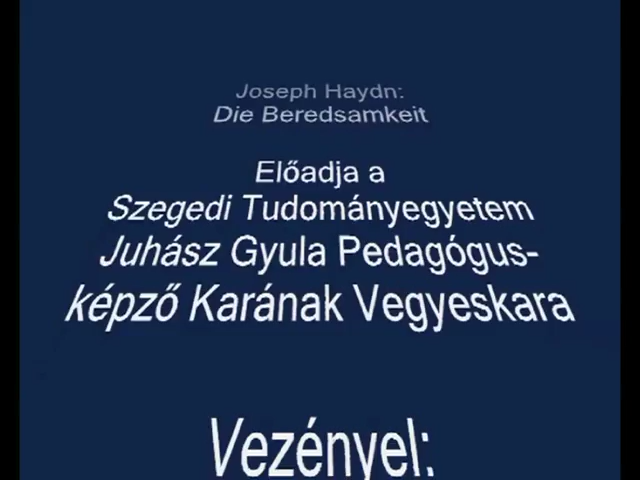 Joseph Haydn:
Die Beredsamkeit
Előadja a
Szegedi Tudományegyetem
Juhász Gyula Pedagógus-
képző Karának Vegyeskara
Vezényel: